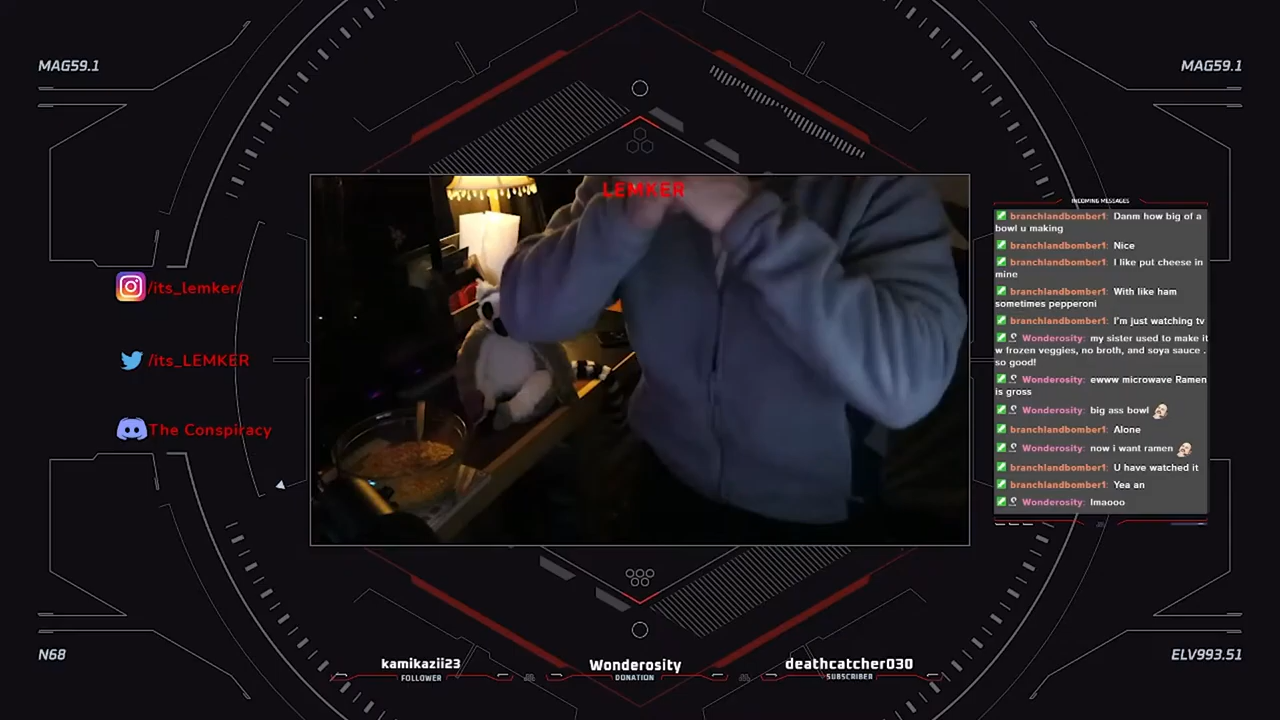 MAG59.1
MAG59.1
LEMKER
INCOMING MESSAGES
branchlandbomber1: Danm how big of a
bowl u making
branchlandbomber1: Nice
branchlandbomber1: I like put cheese in
mine
branchlandbomber1: With like ham
sometimes pepperoni
branchlandbomber1: I'm just watching tv
Wonderosity: my sister used to make it
w frozen veggies, no broth, and soya sauce .
so good!
Wonderosity: ewww microwave Ramen
is gross
Wonderosity: big ass bowl
branchlandbomber1: Alone
Wonderosity: now i want ramen
branchlandbomber1: U have watched it
branchlandbomber1: Yea an
Wonderosity: lmaooo
/its_lemker/
/its_LEMKER
The Conspiracy
N68
kamikazii23
FOLLOWER
Wonderosity
DONATION
deathcatcher030
SUBSCRIBER
ELV993.51